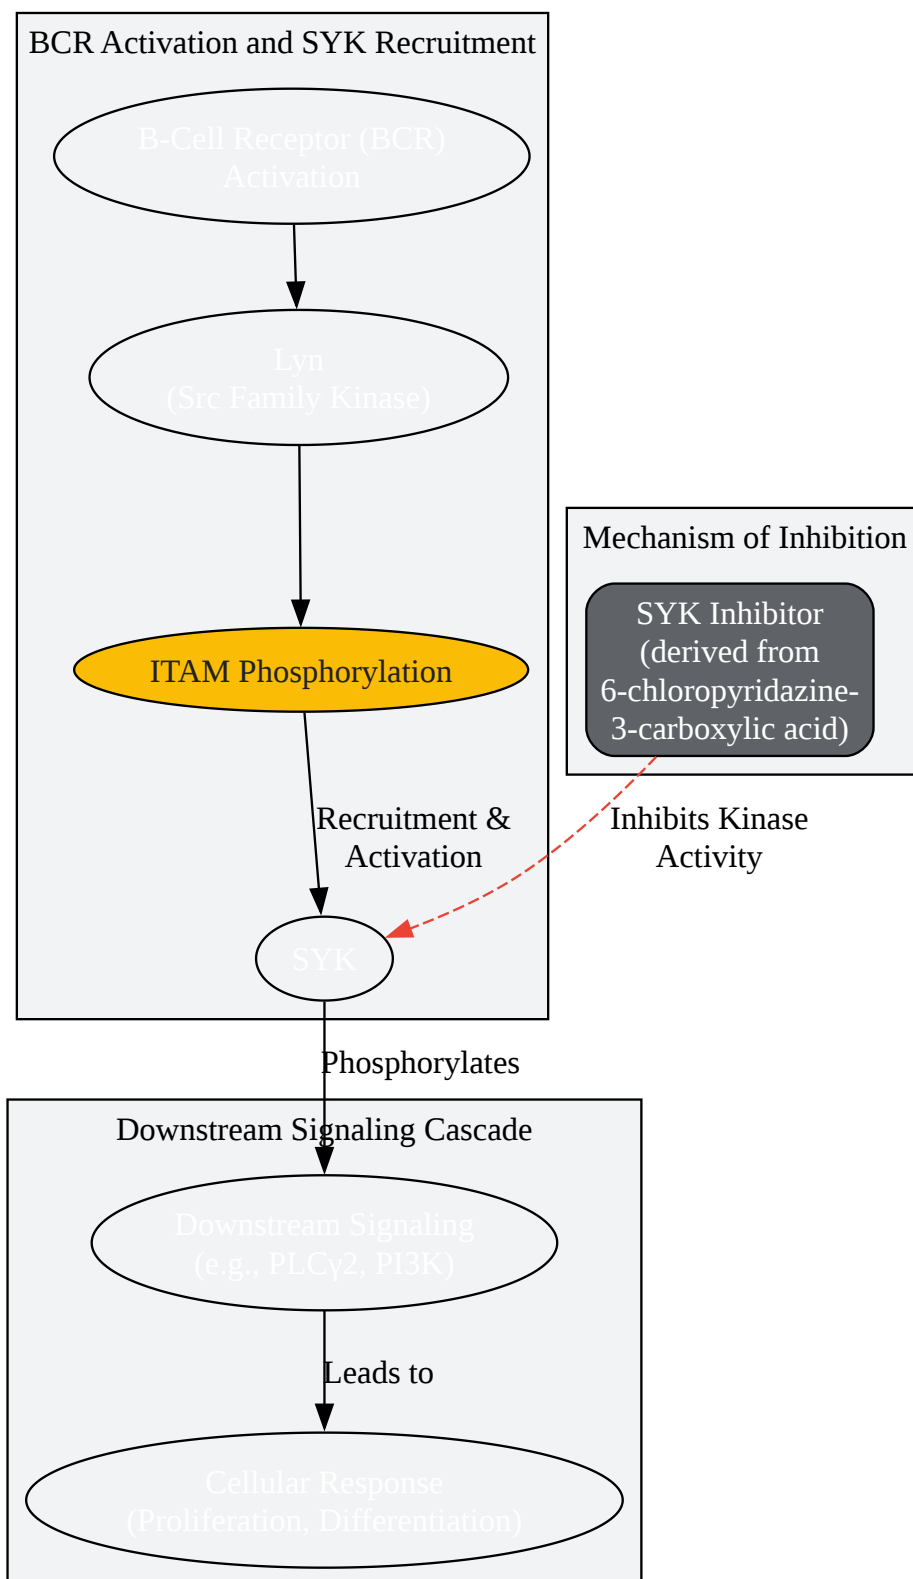 BCR Activation and SYK Recruitment
B-Cell Receptor (BCR)
Activation
Lyn
(Src Family Kinase)
ITAM Phosphorylation
Mechanism of Inhibition
SYK Inhibitor
(derived from
6-chloropyridazine-
3-carboxylic acid)
Recruitment &
Activation
Inhibits Kinase
Activity
SYK
Phosphorylates
Downstream Signaling Cascade
Downstream Signaling
(e.g., PLCγ2, PI3K)
Leads to
Cellular Response
(Proliferation, Differentiation)